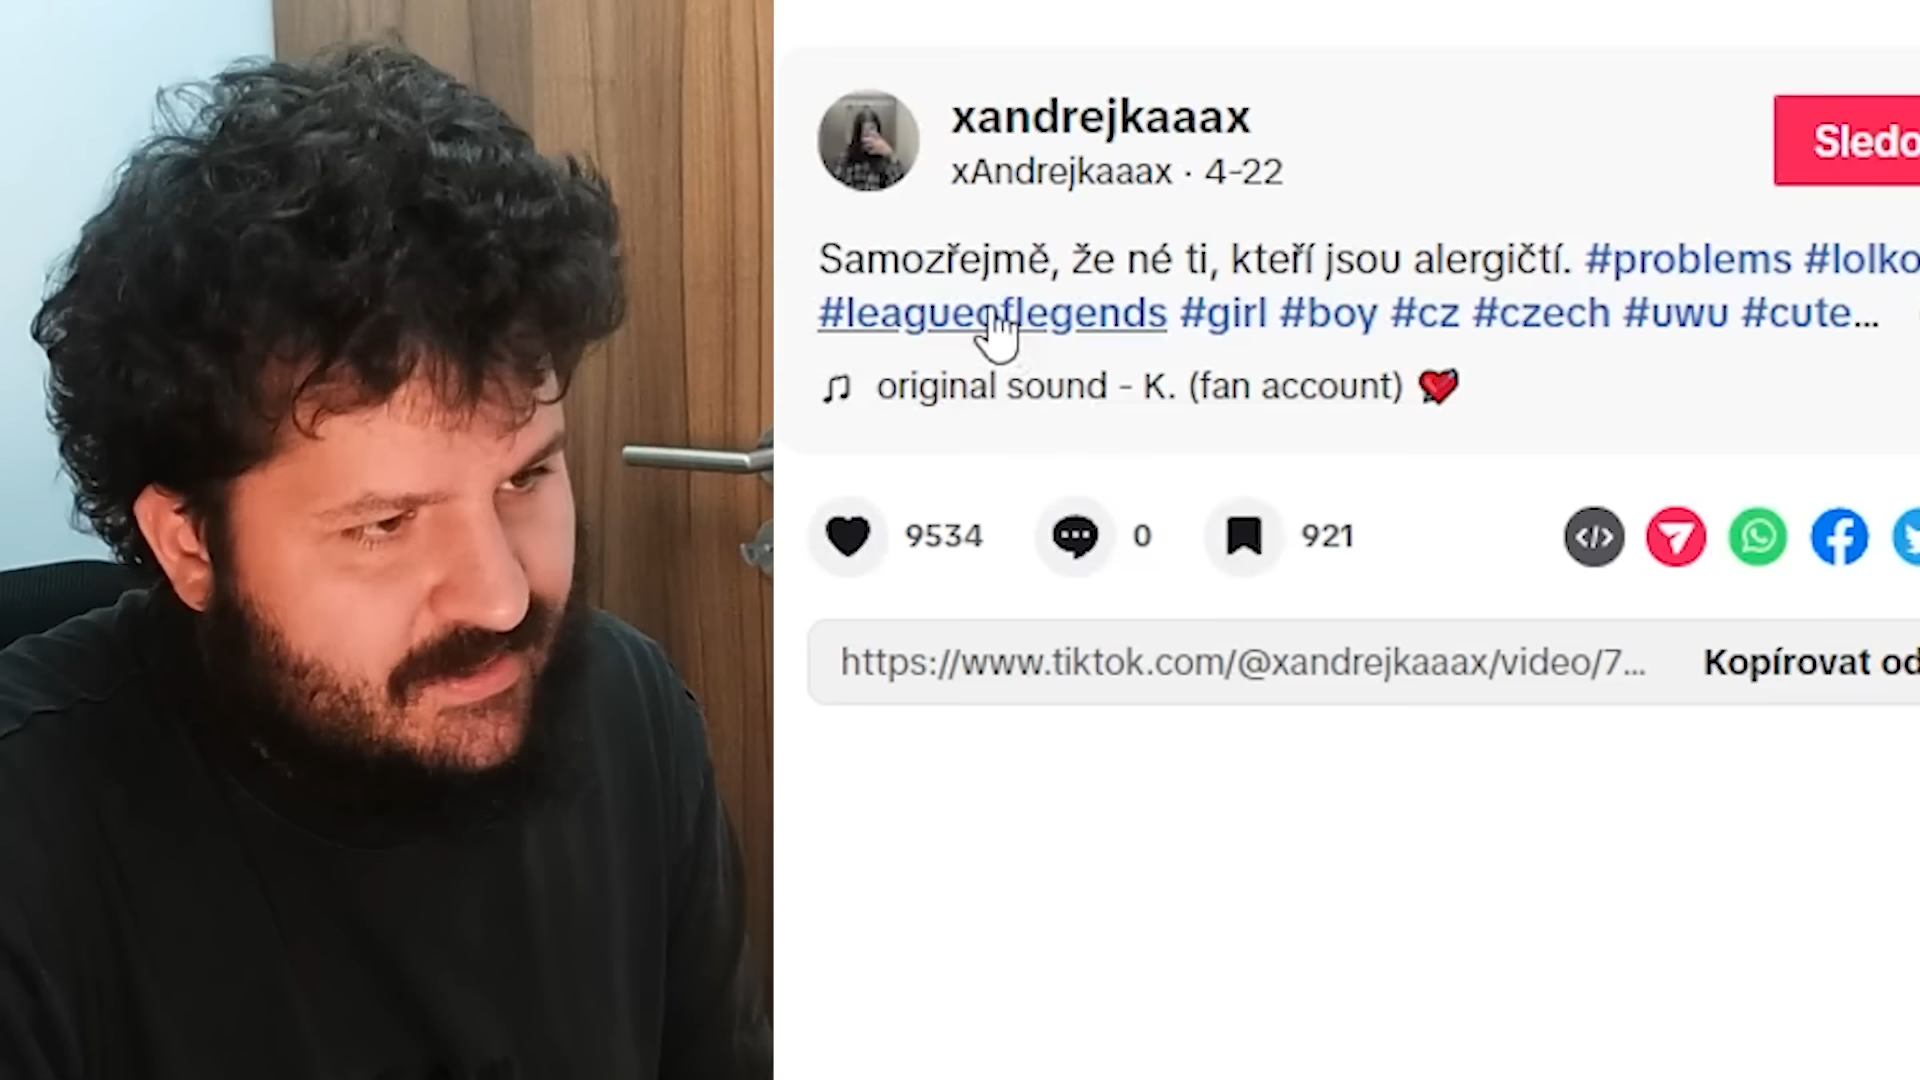 xandrejkaaax
xAndrejkaaax · 4-22
Sledo
Samozřejmě, že né ti, kteří jsou alergičtí. #problems #lolko
#leagueoflegends #girl #boy #cz #czech #uwu #cute...
original sound - K. (fan account)
9534 0 921
https://www.tiktok.com/@xandrejkaaax/video/7...
Kopírovat od